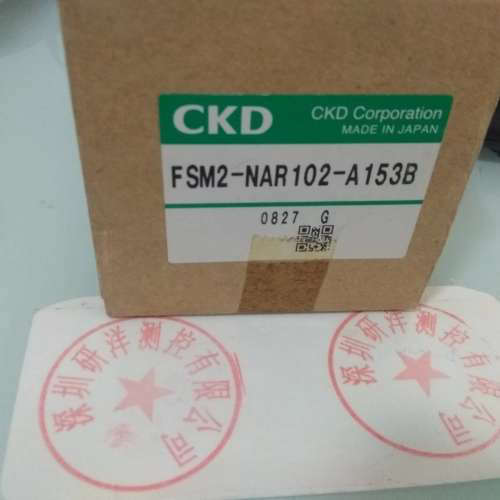 CKD
CKD Corporation
MADE IN JAPAN
FSM2-NAR102-A153B
0827 G
深圳研洋测控有限公司
深圳研洋测控有限公司